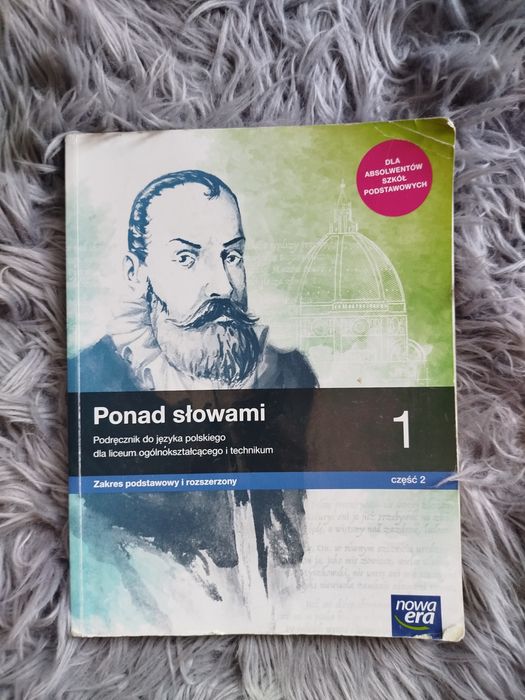 DLA
ABSOLWENTÓW
SZKÓŁ
PODSTAWOWYCH
Ponad słowami
1
Podręcznik do języka polskiego
dla liceum ogólnokształcącego i technikum
Zakres podstawowy i rozszerzony
część 2
nowa
era